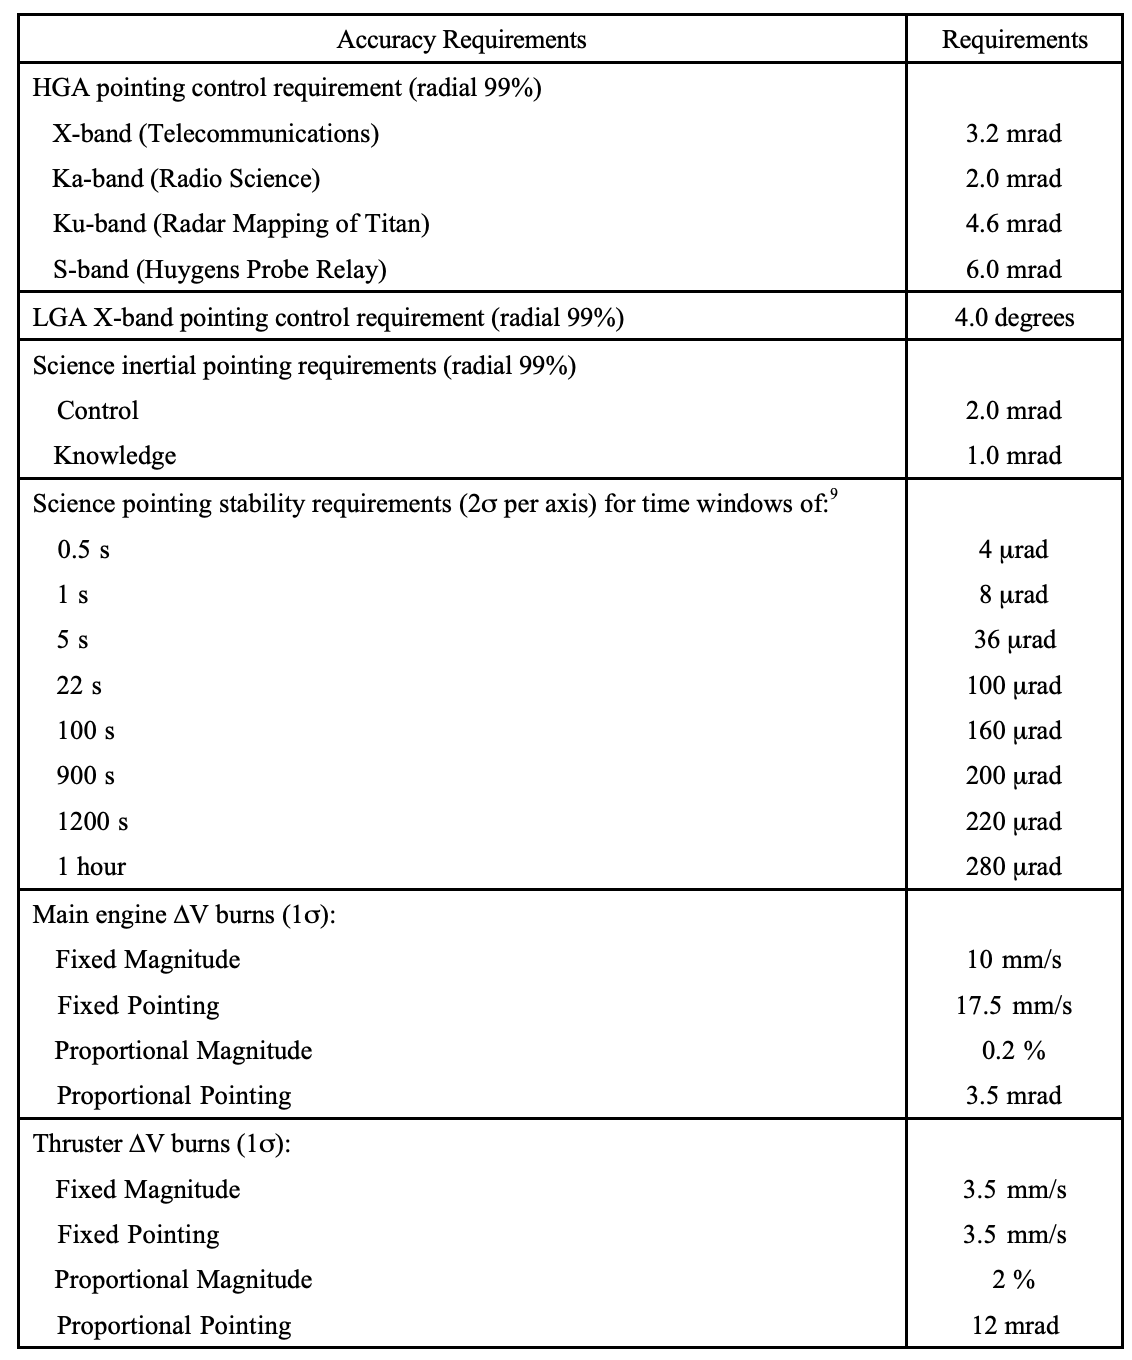 Accuracy Requirements Requirements
HGA pointing control requirement (radial 99%)
X-band (Telecommunications) 3.2 mrad
Ka-band (Radio Science) 2.0 mrad
Ku-band (Radar Mapping of Titan) 4.6 mrad
S-band (Huygens Probe Relay) 6.0 mrad
LGA X-band pointing control requirement (radial 99%) 4.0 degrees
Science inertial pointing requirements (radial 99%)
Control 2.0 mrad
Knowledge 1.0 mrad
Science pointing stability requirements (2σ per axis) for time windows of:⁹
0.5 s 4 μrad
1 s 8 μrad
5 s 36 μrad
22 s 100 μrad
100 s 160 μrad
900 s 200 μrad
1200 s 220 μrad
1 hour 280 μrad
Main engine ΔV burns (1σ):
Fixed Magnitude 10 mm/s
Fixed Pointing 17.5 mm/s
Proportional Magnitude 0.2 %
Proportional Pointing 3.5 mrad
Thruster ΔV burns (1σ):
Fixed Magnitude 3.5 mm/s
Fixed Pointing 3.5 mm/s
Proportional Magnitude 2 %
Proportional Pointing 12 mrad